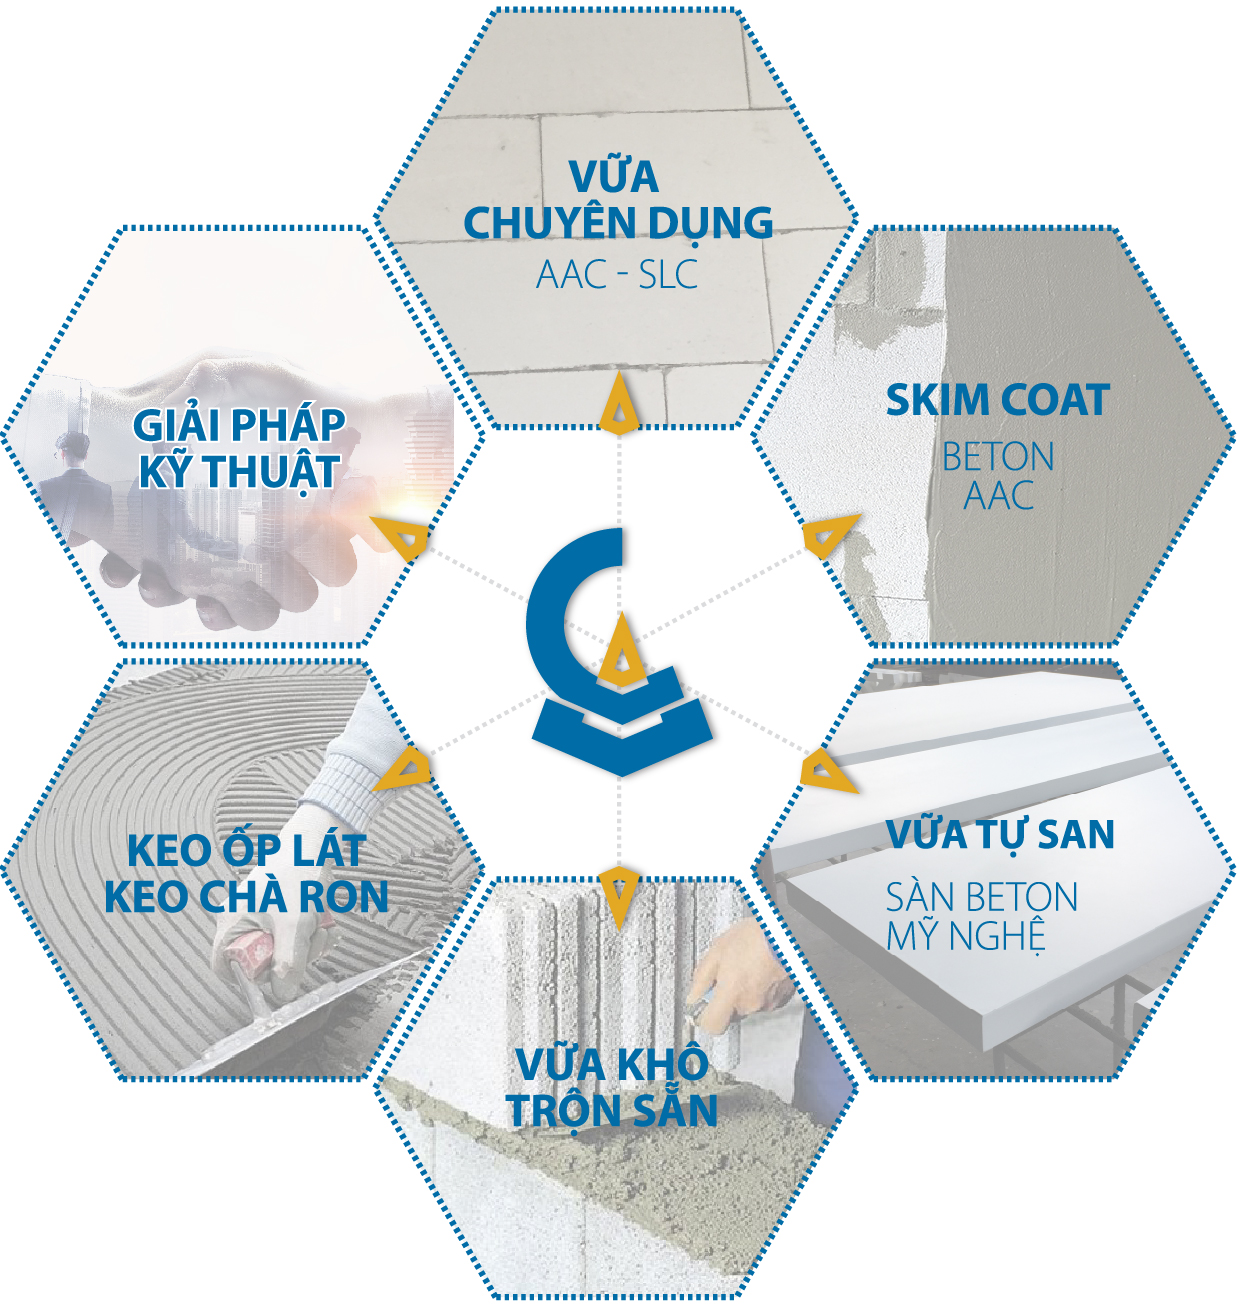 VỮA
CHUYÊN DỤNG
AAC - SLC
SKIM COAT
BETON
AAC
GIẢI PHÁP
KỸ THUẬT
VỮA TỰ SAN
SÀN BETON
MỸ NGHỆ
KEO ỐP LÁT
KEO CHÀ RON
VỮA KHÔ
TRỘN SẴN